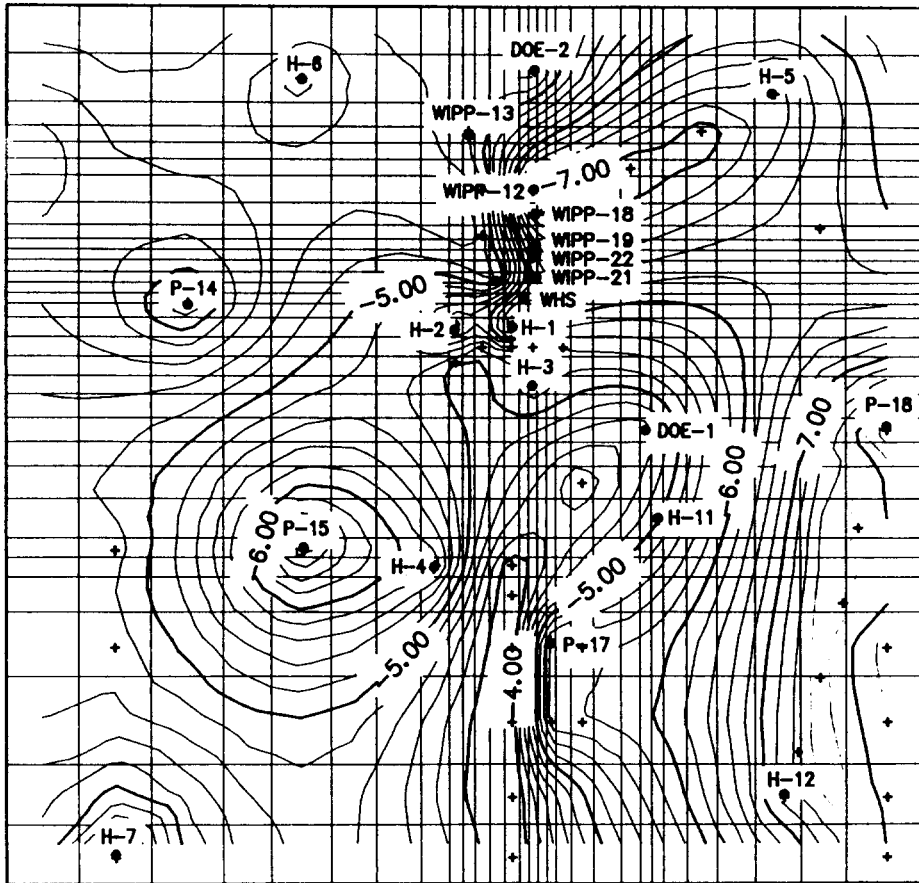 DOE-2
H-6
H-5
WIPP-13
-7.00
WIPP-12
WIPP-18
WIPP-19
WIPP-22
WIPP-21
P-14
-5.00
WHS
H-2
H-1
H-3
P-18
DOE-1
-7.00
-6.00
P-15
-6.00
H-11
H-4
-5.00
P-17
-5.00
-4.00
H-12
H-7